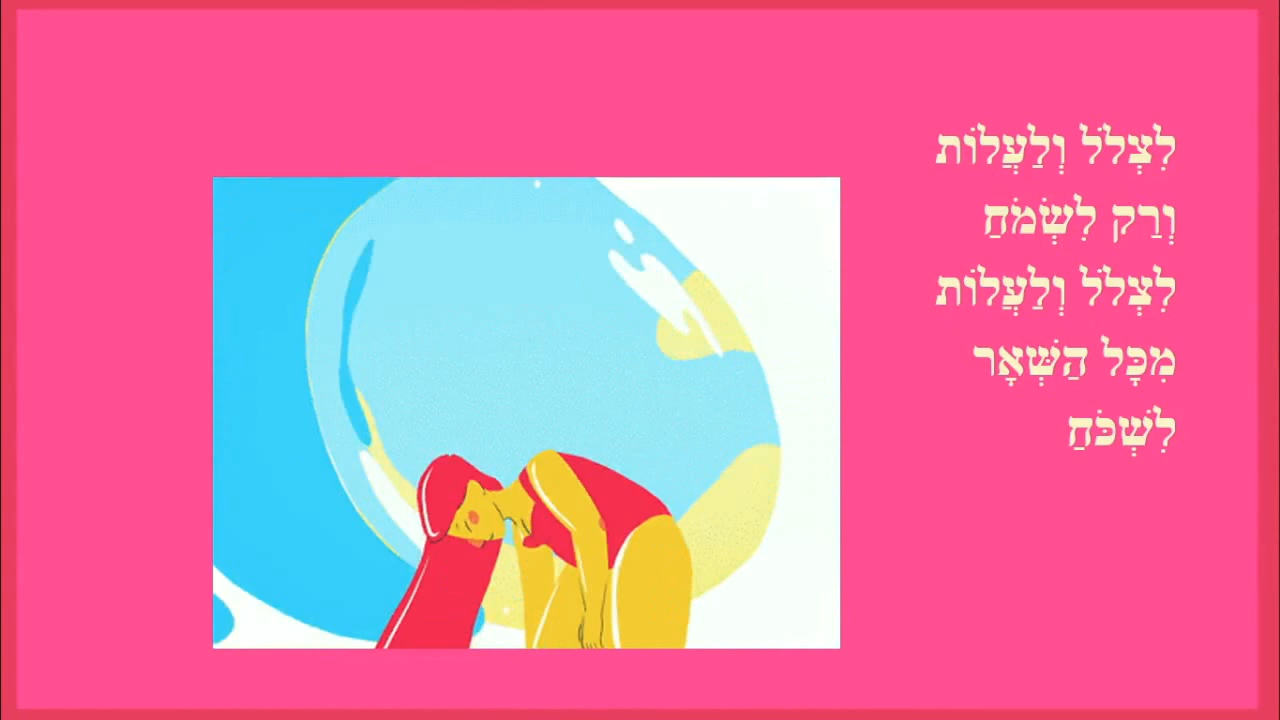 לִצְלֹל וְלַעֲלוֹת
וְרַק לִשְׂמֹחַ
לִצְלֹל וְלַעֲלוֹת
מִכָּל הַשְּׁאָר
לִשְׁכֹּחַ